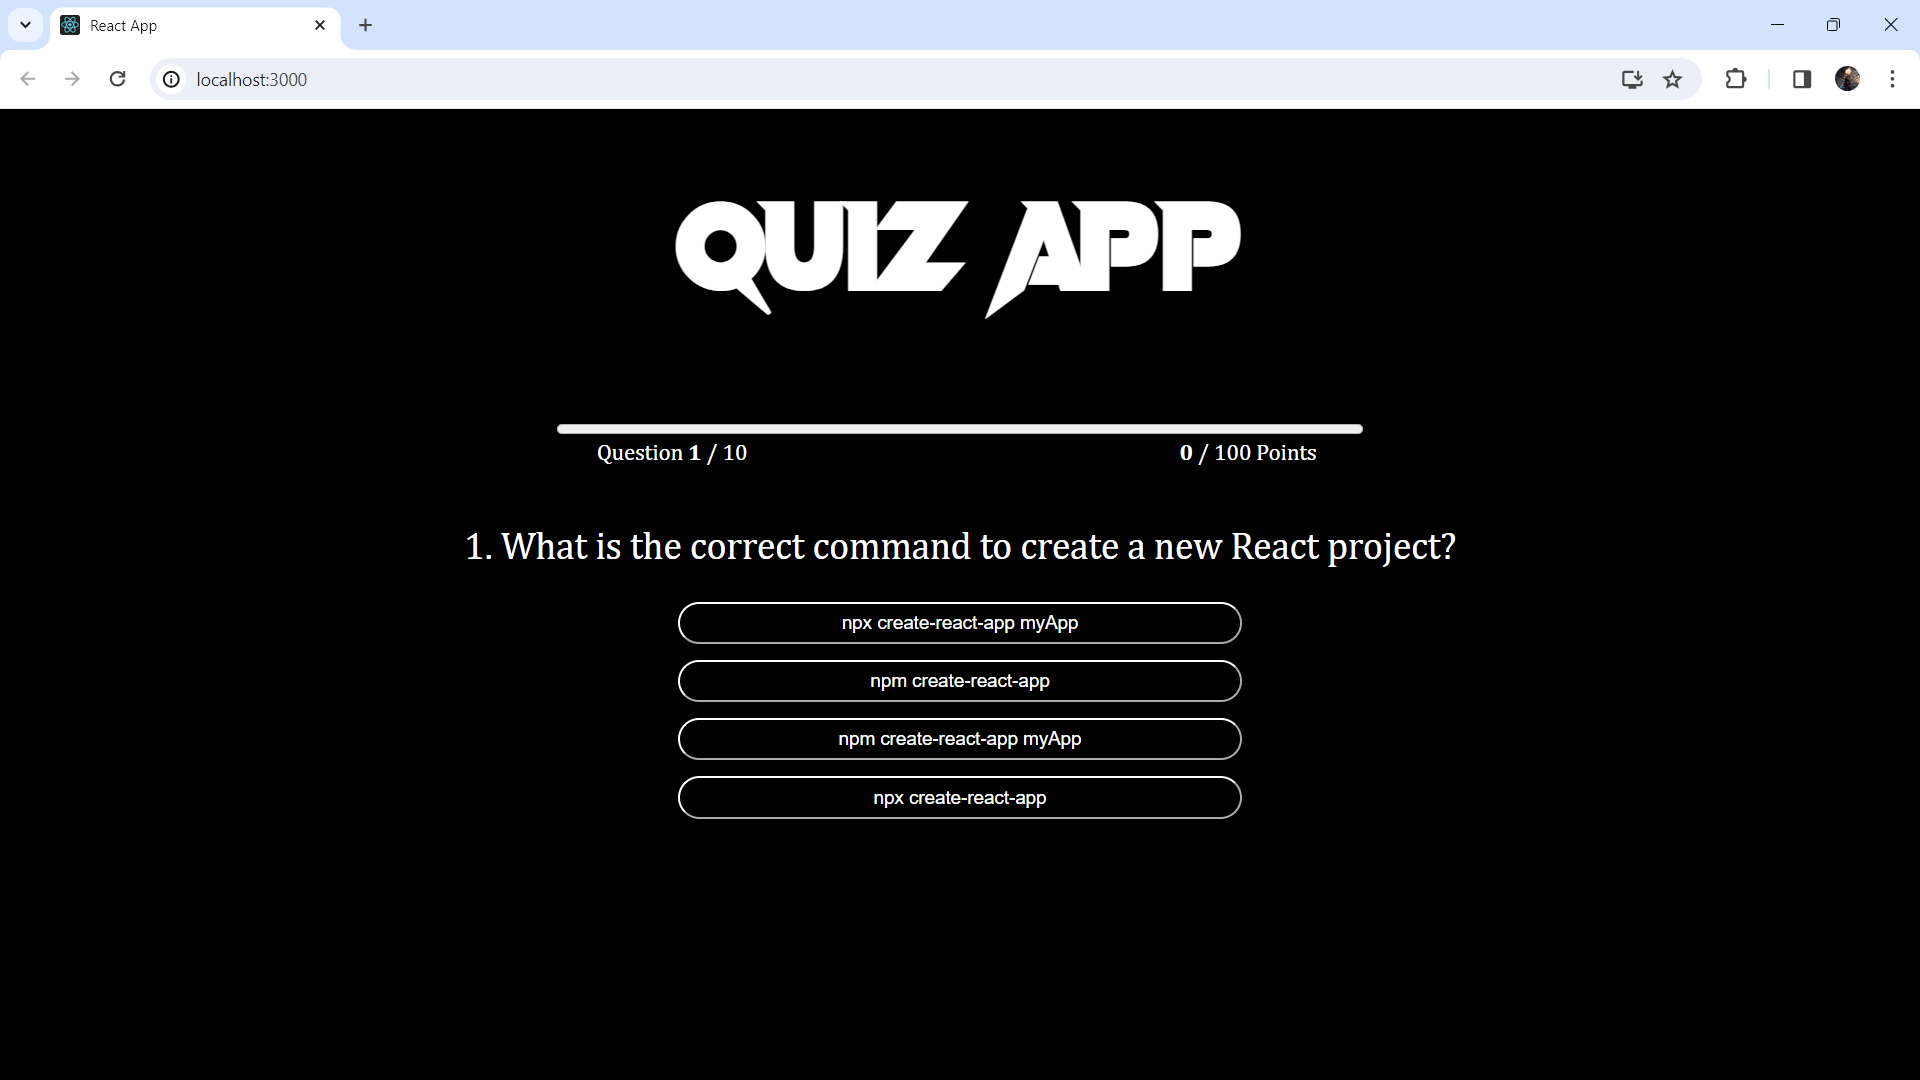 React App
localhost:3000
QUIZ APP
Question 1 / 10
0 / 100 Points
1. What is the correct command to create a new React project?
npx create-react-app myApp
npm create-react-app
npm create-react-app myApp
npx create-react-app